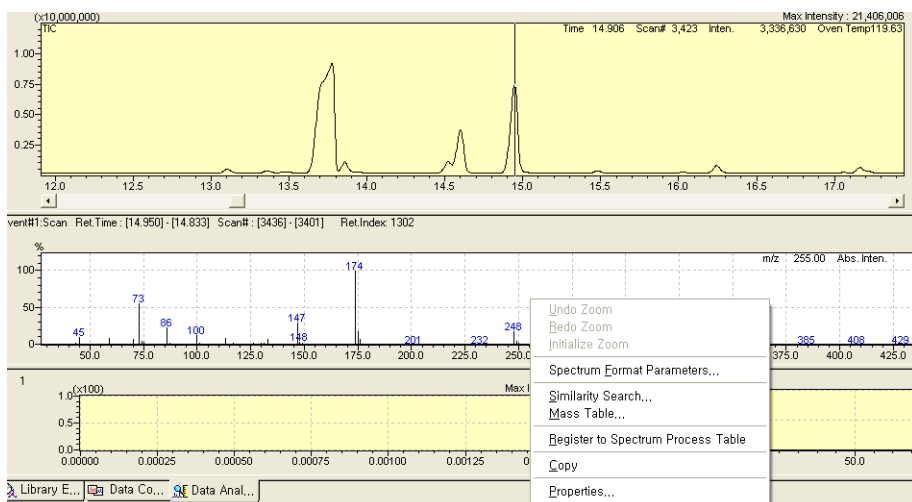 (x10,000,000) Max Intensity : 21,406,006
TIC Time 14.906 Scan# 3,423 Inten. 3,336,630 Oven Temp119.63
1.00
0.75
0.50
0.25
12.0 12.5 13.0 13.5 14.0 14.5 15.0 15.5 16.0 16.5 17.0
vent#1:Scan Ret.Time : [14.950] - [14.833] Scan# : [3436] - [3401] Ret.Index: 1302
%
m/z 255.00 Abs. Inten.
100 174
73
50 147 248
45 86 100 148 201 232 385 408 429
0
50.0 75.0 100.0 125.0 150.0 175.0 200.0 225.0 250. 375.0 400.0 425.0
Undo Zoom
Redo Zoom
Initialize Zoom
Spectrum Format Parameters...
Similarity Search...
Mass Table...
Register to Spectrum Process Table
Copy
Properties...
1
(x100) Max I
1.0
0.5
0.0
0.00000 0.00025 0.00050 0.00075 0.00100 0.00125 0. 50.0
Library E... Data Co... Data Anal...